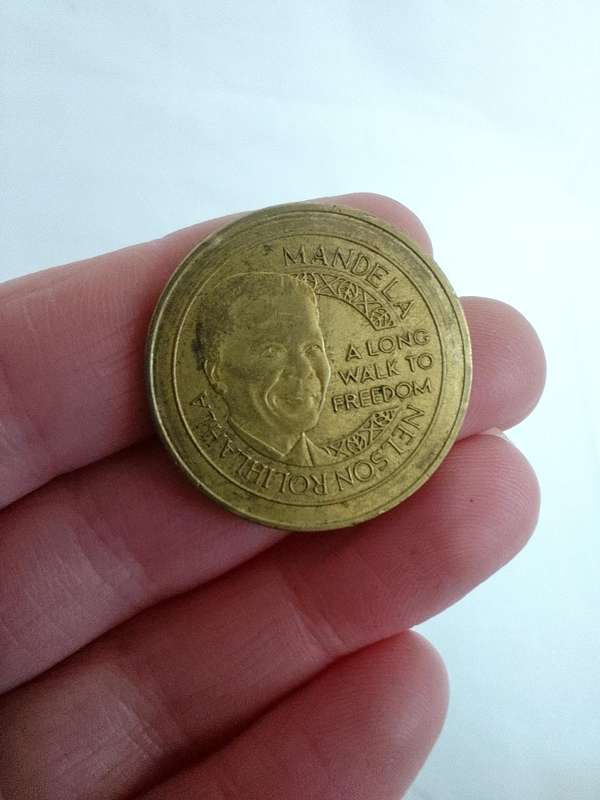 MANDELA
A LONG
WALK TO
FREEDOM
NELSON ROLIHLAHLA